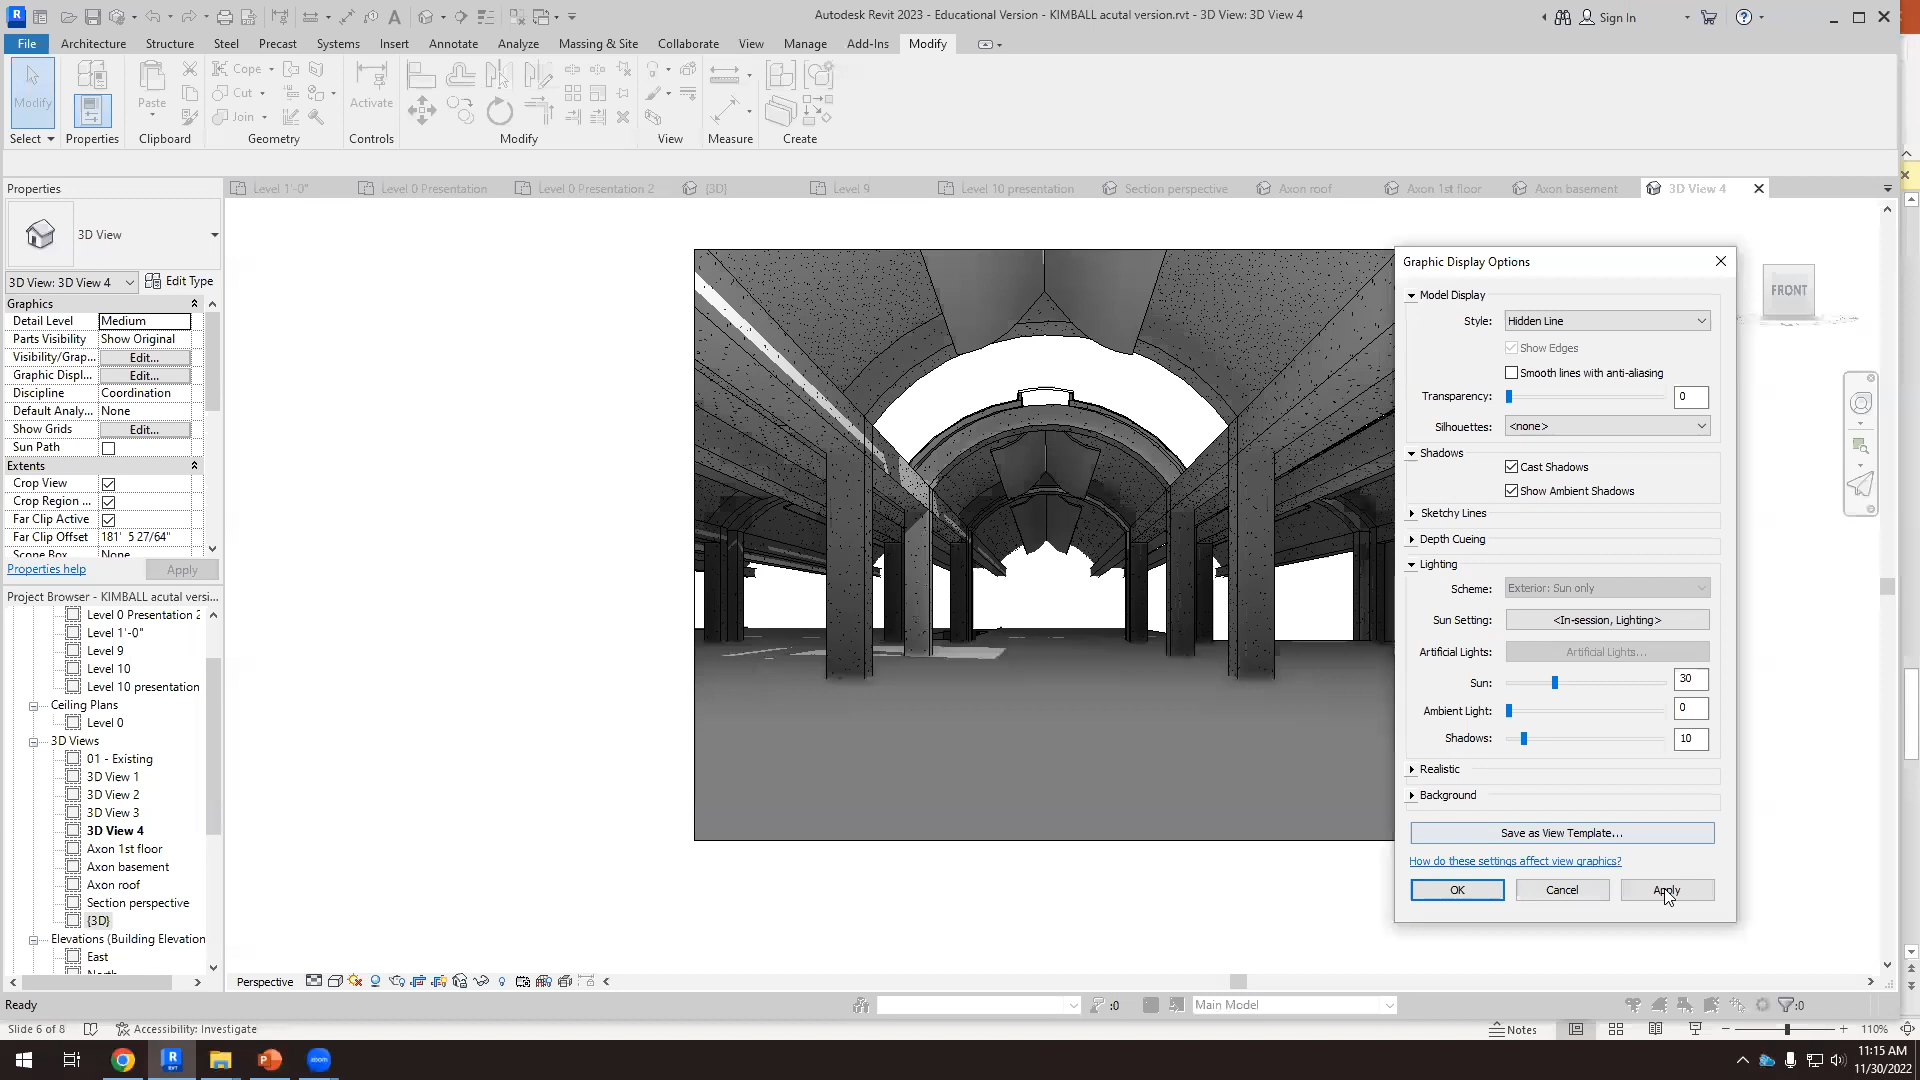 Autodesk Revit 2023 - Educational Version - KIMBALL acutal version.rvt - 3D View: 3D View 4
Sign In
File Architecture Structure Steel Precast Systems Insert Annotate Analyze Massing & Site Collaborate View Manage Add-Ins Modify
Modify
Paste
Cope
Cut
Join
Activate
Select Properties Clipboard Geometry Controls Modify View Measure Create
Properties
Level 1'-0" Level 0 Presentation Level 0 Presentation 2 {3D} Level 9 Level 10 presentation Section perspective Axon roof Axon 1st floor Axon basement 3D View 4
3D View
3D View: 3D View 4 Edit Type
Graphics
Detail Level Medium
Parts Visibility Show Original
Visibility/Grap... Edit...
Graphic Displ... Edit...
Discipline Coordination
Default Analy... None
Show Grids Edit...
Sun Path
Extents
Crop View
Crop Region ...
Far Clip Active
Far Clip Offset 181' 5 27/64"
Scope Box None
Properties help Apply
Project Browser - KIMBALL acutal versi...
Level 0 Presentation 2
Level 1'-0"
Level 9
Level 10
Level 10 presentation
Ceiling Plans
Level 0
3D Views
01 - Existing
3D View 1
3D View 2
3D View 3
3D View 4
Axon 1st floor
Axon basement
Axon roof
Section perspective
{3D}
Elevations (Building Elevation
East
North
Graphic Display Options
Model Display
Style: Hidden Line
Show Edges
Smooth lines with anti-aliasing
Transparency: 0
Silhouettes: <none>
Shadows
Cast Shadows
Show Ambient Shadows
Sketchy Lines
Depth Cueing
Lighting
Scheme: Exterior: Sun only
Sun Setting: <In-session, Lighting>
Artificial Lights: Artificial Lights...
Sun: 30
Ambient Light: 0
Shadows: 10
Realistic
Background
Save as View Template...
How do these settings affect view graphics?
OK Cancel Apply
FRONT
Perspective
Ready
:0
Main Model
:0
Slide 6 of 8
Accessibility: Investigate
Notes
110%
11:15 AM
11/30/2022